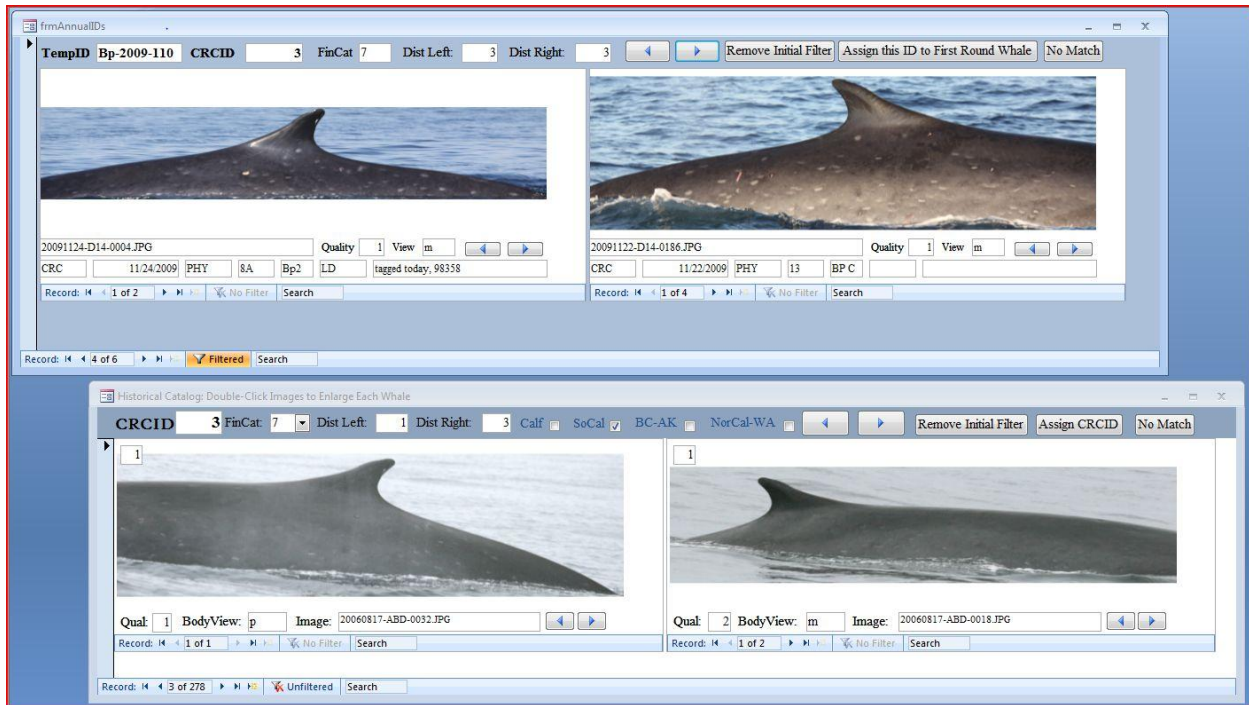 frmAnnualIDs
TempID Bp-2009-110 CRCID 3 FinCat 7 Dist Left: 3 Dist Right: 3 Remove Initial Filter Assign this ID to First Round Whale No Match
20091124-D14-0004.JPG Quality 1 View m
CRC 11/24/2009 PHY 8A Bp2 LD tagged today, 98358
Record: 1 of 2 No Filter Search
20091122-D14-0186.JPG Quality 1 View m
CRC 11/22/2009 PHY 13 BP C
Record: 1 of 4 No Filter Search
Record: 4 of 6 Filtered Search
Historical Catalog: Double-Click Images to Enlarge Each Whale
CRCID 3 FinCat: 7 Dist Left: 1 Dist Right: 3 Calf SoCal BC-AK NorCal-WA Remove Initial Filter Assign CRCID No Match
1
Qual: 1 BodyView: p Image: 20060817-ABD-0032.JPG
Record: 1 of 1 No Filter Search
1
Qual: 2 BodyView: m Image: 20060817-ABD-0018.JPG
Record: 1 of 2 No Filter Search
Record: 3 of 278 Unfiltered Search